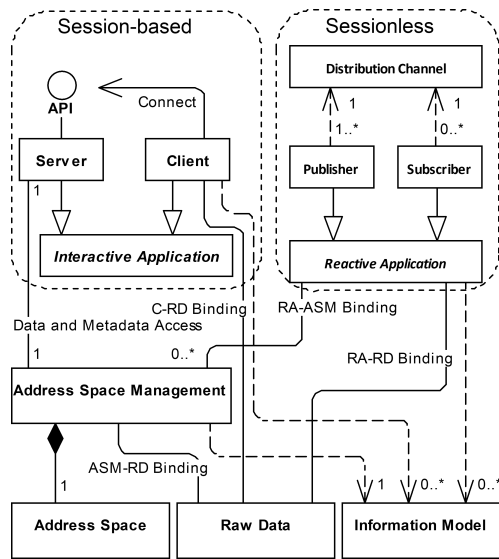 Session-based
Sessionless
Distribution Channel
API
Connect
1
1
1..*
0..*
Server
Client
Publisher
Subscriber
1
Interactive Application
Reactive Application
C-RD Binding
RA-ASM Binding
Data and Metadata Access
1
0..*
RA-RD Binding
Address Space Management
ASM-RD Binding
1
1
0..*
0..*
Address Space
Raw Data
Information Model